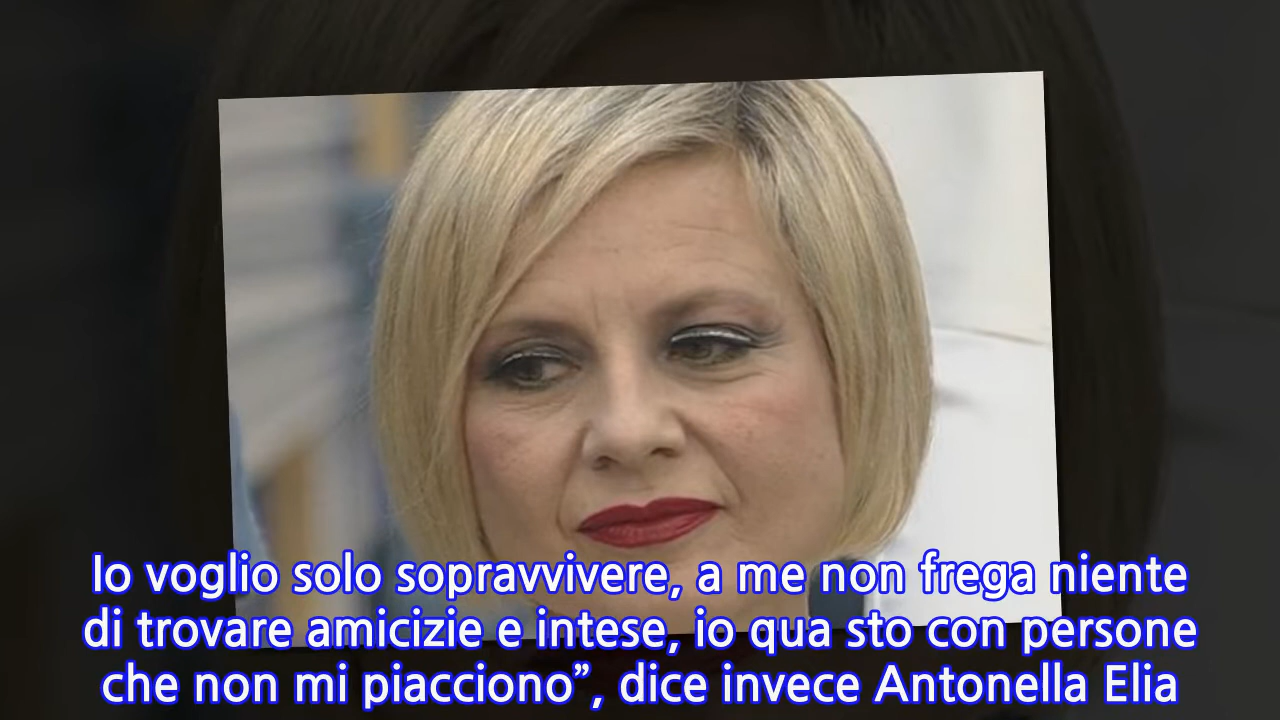 Io voglio solo sopravvivere, a me non frega niente
di trovare amicizie e intese, io qua sto con persone
che non mi piacciono”, dice invece Antonella Elia